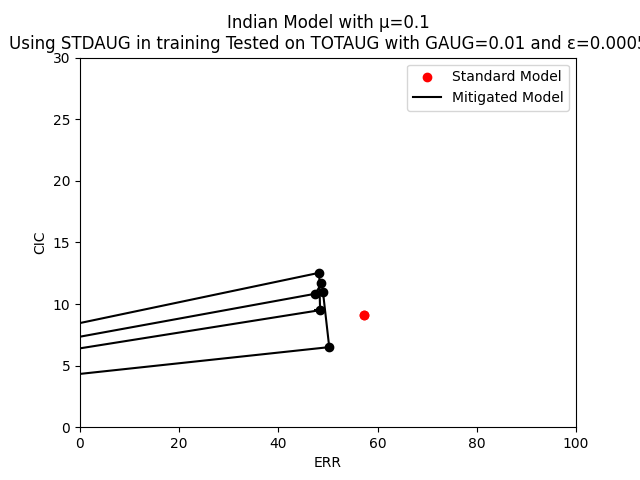 Indian Model with μ=0.1
Using STDAUG in training Tested on TOTAUG with GAUG=0.01 and ε=0.0005
30
25
20
15
10
5
0
CIC
Standard Model
Mitigated Model
0 20 40 60 80 100
ERR